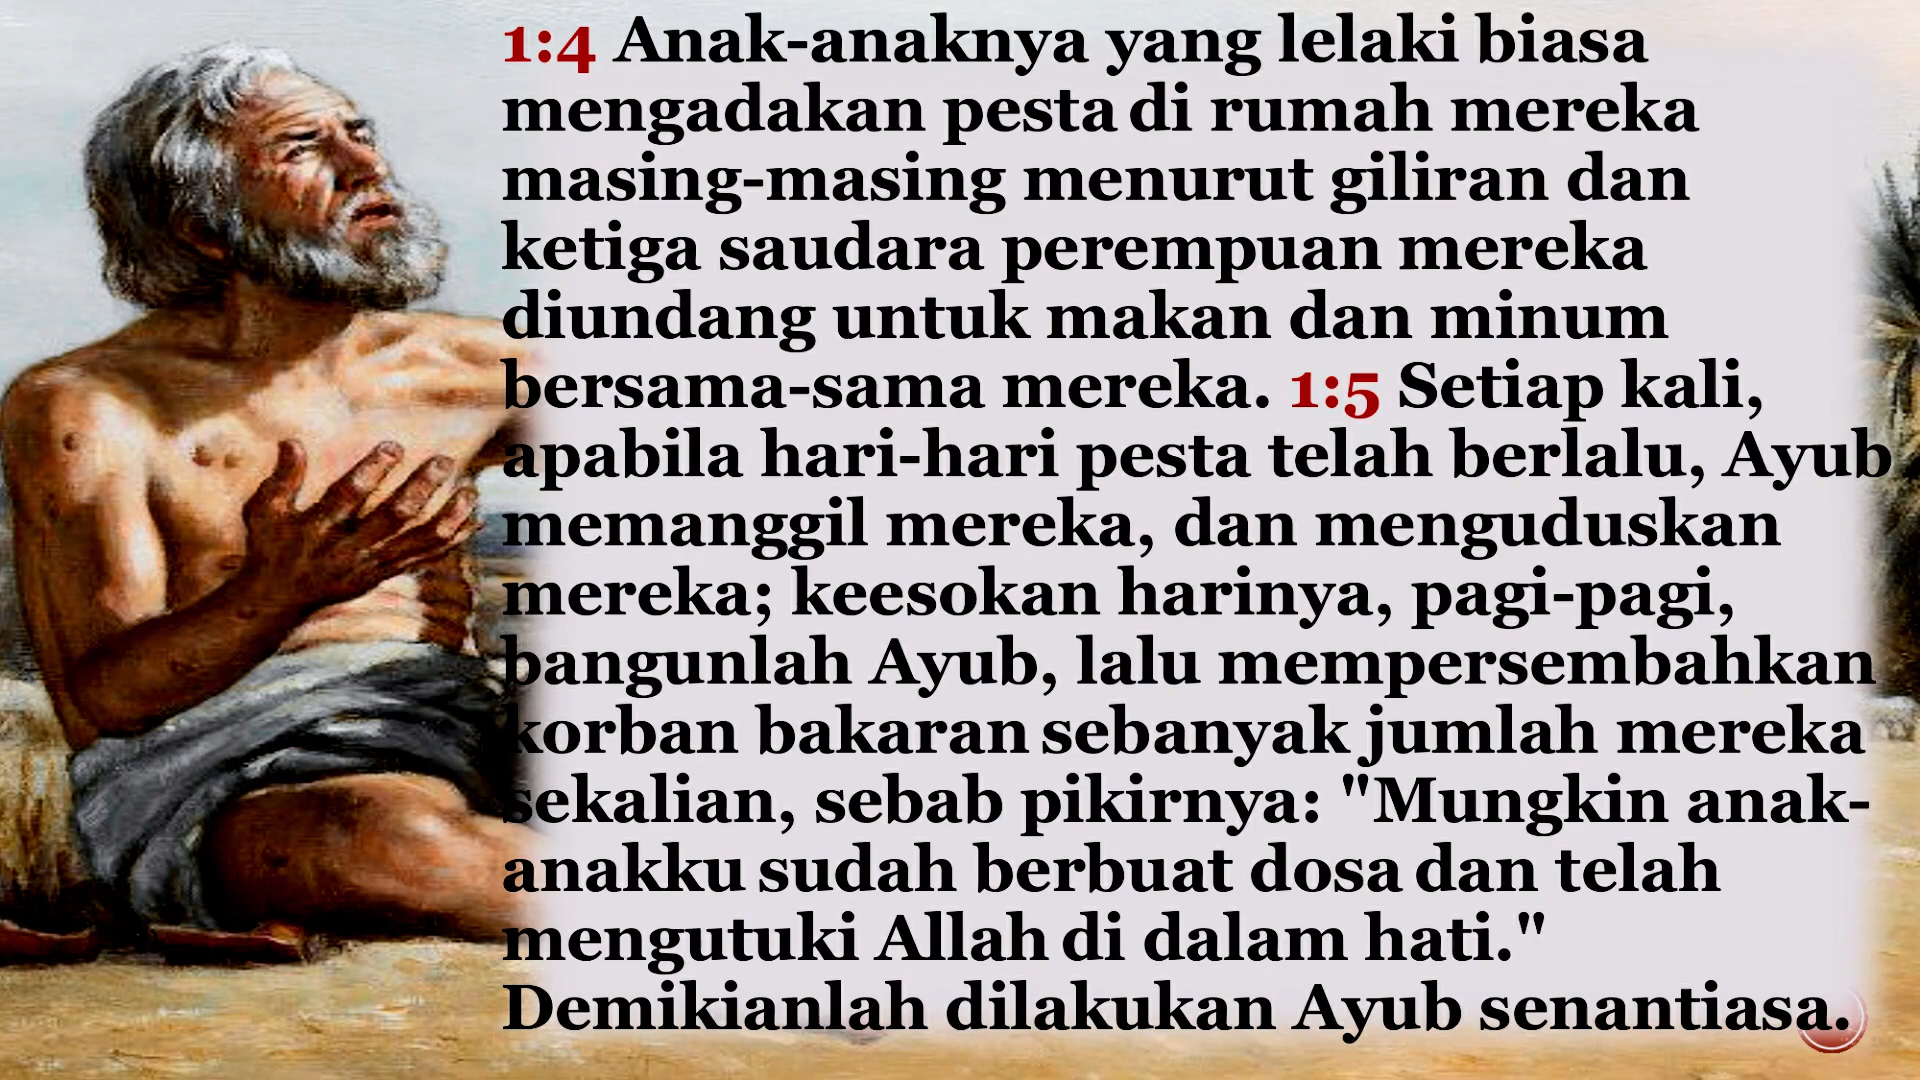 1:4 Anak-anaknya yang lelaki biasa
mengadakan pesta di rumah mereka
masing-masing menurut giliran dan
ketiga saudara perempuan mereka
diundang untuk makan dan minum
bersama-sama mereka. 1:5 Setiap kali,
apabila hari-hari pesta telah berlalu, Ayub
memanggil mereka, dan menguduskan
mereka; keesokan harinya, pagi-pagi,
bangunlah Ayub, lalu mempersembahkan
korban bakaran sebanyak jumlah mereka
sekalian, sebab pikirnya: "Mungkin anak-
anakku sudah berbuat dosa dan telah
mengutuki Allah di dalam hati."
Demikianlah dilakukan Ayub senantiasa.